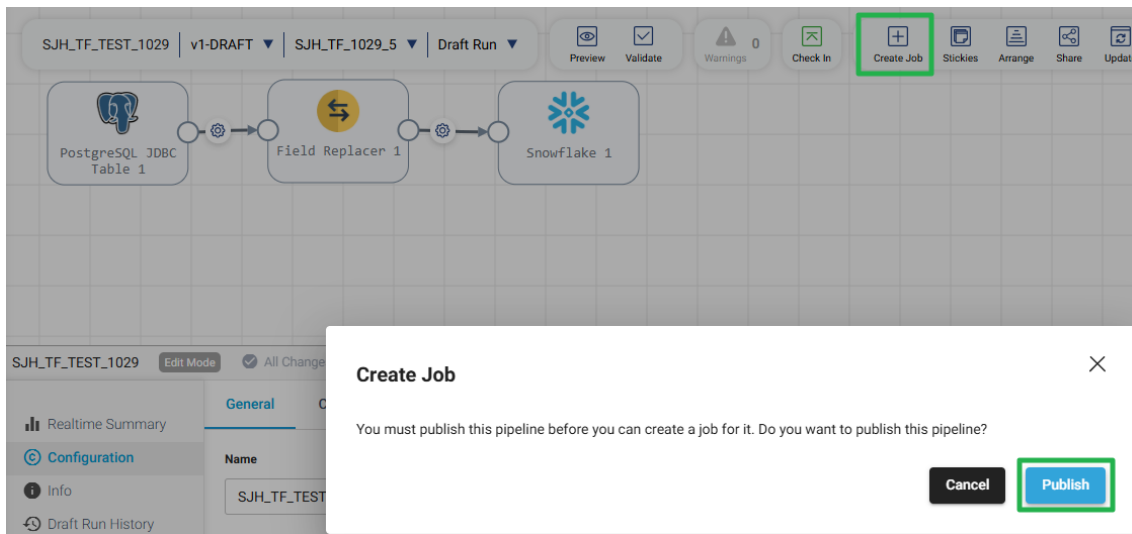 SJH_TF_TEST_1029 v1-DRAFT SJH_TF_1029_5 Draft Run
Preview Validate Warnings 0 Check In Create Job Stickies Arrange Share Updat
PostgreSQL JDBC
Table 1
Field Replacer 1
Snowflake 1
SJH_TF_TEST_1029 Edit Mode All Change
General C
Realtime Summary
Configuration
Info
Draft Run History
Name
SJH_TF_TEST
Create Job
You must publish this pipeline before you can create a job for it. Do you want to publish this pipeline?
Cancel Publish